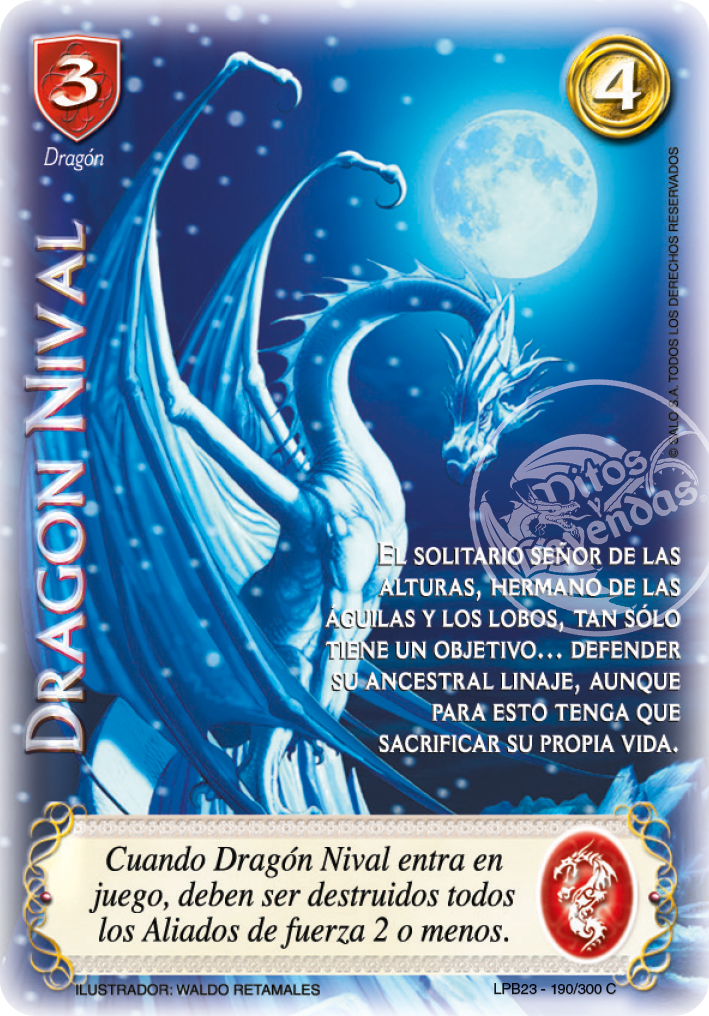 3
4
Dragón
DRAGÓN NIVAL
© SALO S.A. TODOS LOS DERECHOS RESERVADOS
Mitos
y
Leyendas®
EL SOLITARIO SEÑOR DE LAS
ALTURAS, HERMANO DE LAS
ÁGUILAS Y LOS LOBOS, TAN SÓLO
TIENE UN OBJETIVO... DEFENDER
SU ANCESTRAL LINAJE, AUNQUE
PARA ESTO TENGA QUE
SACRIFICAR SU PROPIA VIDA.
Cuando Dragón Nival entra en
juego, deben ser destruidos todos
los Aliados de fuerza 2 o menos.
ILUSTRADOR: WALDO RETAMALES
LPB23 - 190/300 C